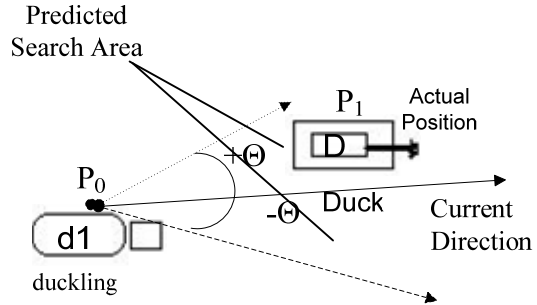 Predicted
Search Area
P1
Actual
Position
D
+Θ
P0
-Θ
Duck
Current
Direction
d1
duckling